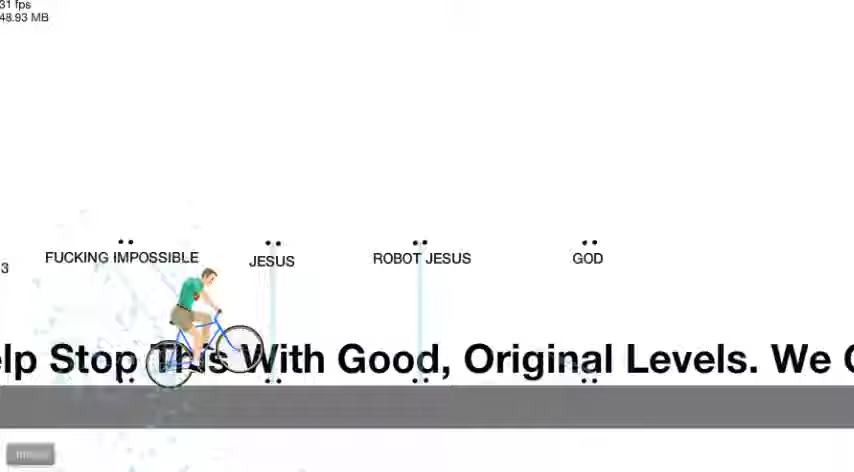 31 fps
48.93 MB
FUCKING IMPOSSIBLE
JESUS
ROBOT JESUS
GOD
3
elp Stop This With Good, Original Levels. We